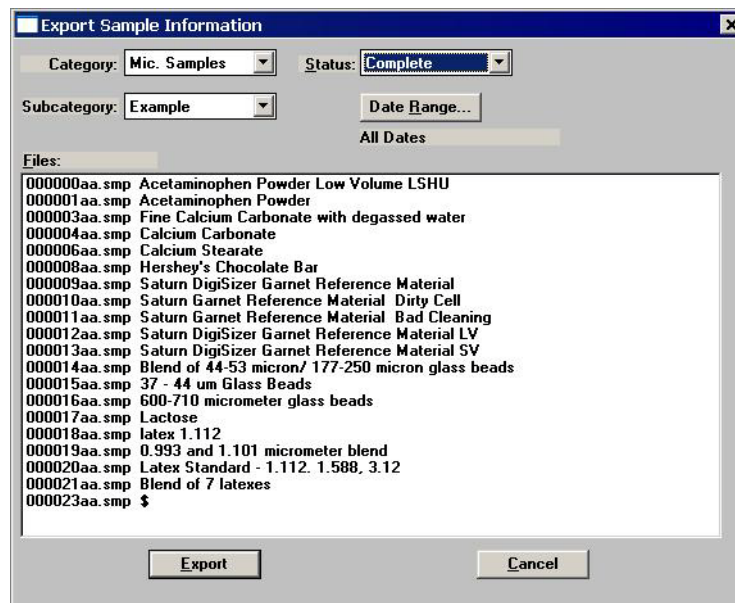 Export Sample Information
Category: Mic. Samples Status: Complete
Subcategory: Example Date Range...
All Dates
Files:
000000aa.smp Acetaminophen Powder Low Volume LSHU
000001aa.smp Acetaminophen Powder
000003aa.smp Fine Calcium Carbonate with degassed water
000004aa.smp Calcium Carbonate
000006aa.smp Calcium Stearate
000008aa.smp Hershey's Chocolate Bar
000009aa.smp Saturn DigiSizer Garnet Reference Material
000010aa.smp Saturn Garnet Reference Material Dirty Cell
000011aa.smp Saturn Garnet Reference Material Bad Cleaning
000012aa.smp Saturn DigiSizer Garnet Reference Material LV
000013aa.smp Saturn DigiSizer Garnet Reference Material SV
000014aa.smp Blend of 44-53 micron/ 177-250 micron glass beads
000015aa.smp 37 - 44 um Glass Beads
000016aa.smp 600-710 micrometer glass beads
000017aa.smp Lactose
000018aa.smp latex 1.112
000019aa.smp 0.993 and 1.101 micrometer blend
000020aa.smp Latex Standard - 1.112. 1.588, 3.12
000021aa.smp Blend of 7 latexes
000023aa.smp $
Export Cancel